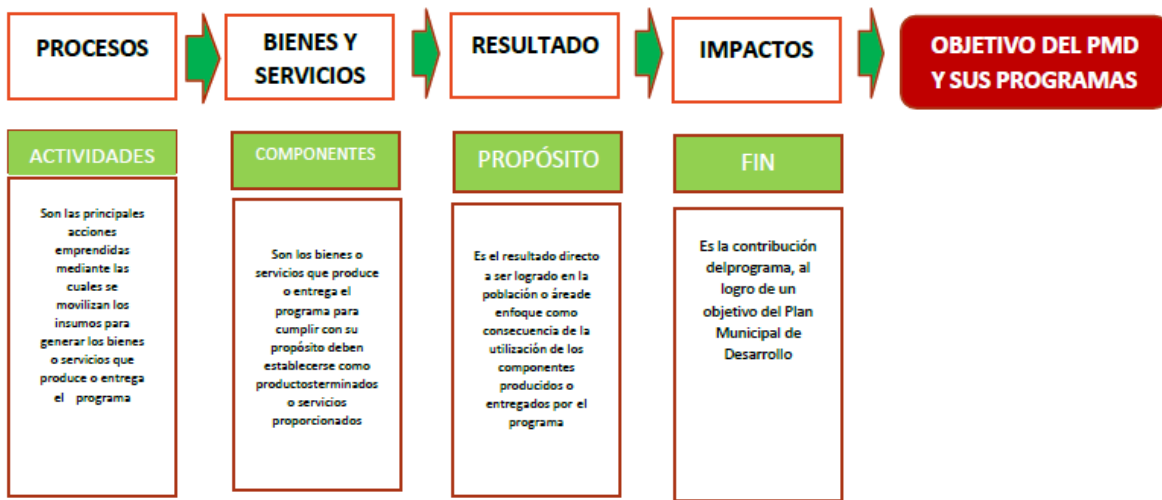 PROCESOS
BIENES Y
SERVICIOS
RESULTADO
IMPACTOS
OBJETIVO DEL PMD
Y SUS PROGRAMAS
ACTIVIDADES
Son las principales
acciones
emprendidas
mediante las
cuales se
movilizan los
insumos para
generar los bienes
o servicios que
produce o entrega
el programa
COMPONENTES
Son los bienes o
servicios que produce
o entrega el
programa para
cumplir con su
propósito deben
establecerse como
productosterminados
o servicios
proporcionados
PROPÓSITO
Es el resultado directo
a ser logrado en la
población o áreade
enfoque como
consecuencia de la
utilización de los
componentes
producidos o
entregados por el
programa
FIN
Es la contribución
delprograma, al
logro de un
objetivo del Plan
Municipal de
Desarrollo